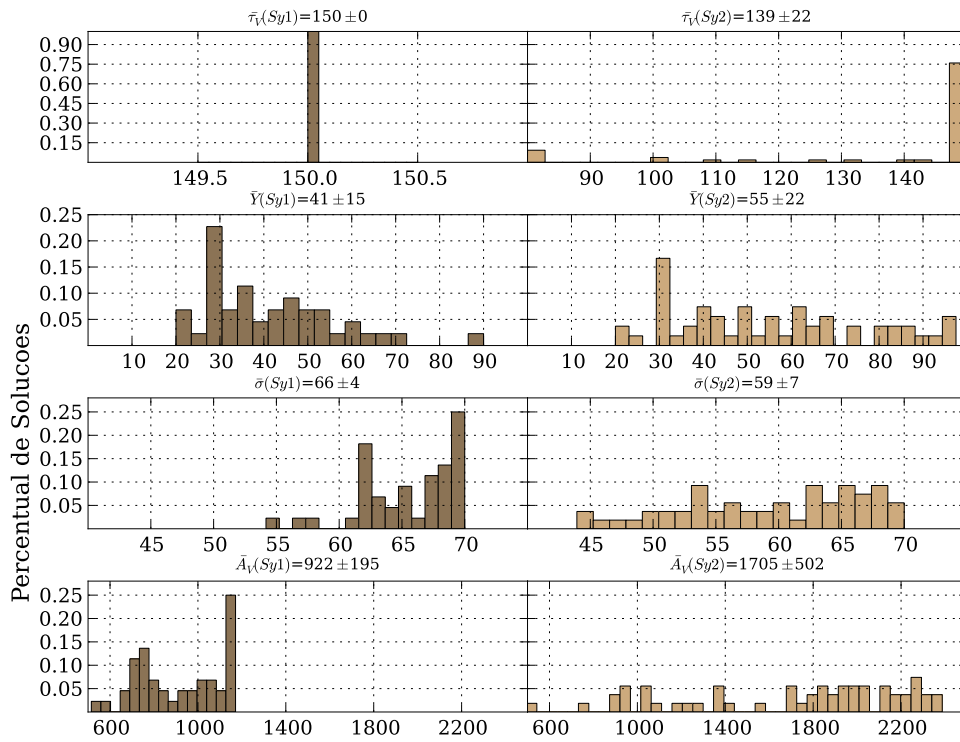 τ̄_V(Sy1)=150±0 τ̄_V(Sy2)=139±22
0.90
0.75
0.60
0.45
0.30
0.15
149.5 150.0 150.5 90 100 110 120 130 140
Ȳ(Sy1)=41±15 Ȳ(Sy2)=55±22
0.25
0.20
0.15
0.10
0.05
10 20 30 40 50 60 70 80 90 10 20 30 40 50 60 70 80 90
σ̄(Sy1)=66±4 σ̄(Sy2)=59±7
0.25
0.20
0.15
0.10
0.05
45 50 55 60 65 70 45 50 55 60 65 70
Ā_V(Sy1)=922±195 Ā_V(Sy2)=1705±502
0.25
0.20
0.15
0.10
0.05
600 1000 1400 1800 2200 600 1000 1400 1800 2200
Percentual de Solucoes